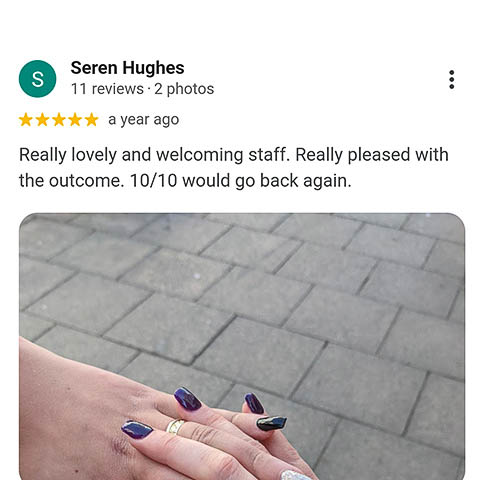 S
Seren Hughes
11 reviews · 2 photos
a year ago
Really lovely and welcoming staff. Really pleased with
the outcome. 10/10 would go back again.